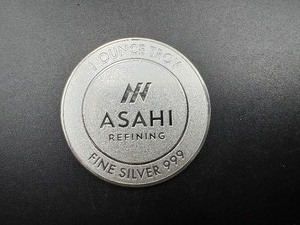 1 OUNCE TROY
ASAHI
REFINING
FINE SILVER 999